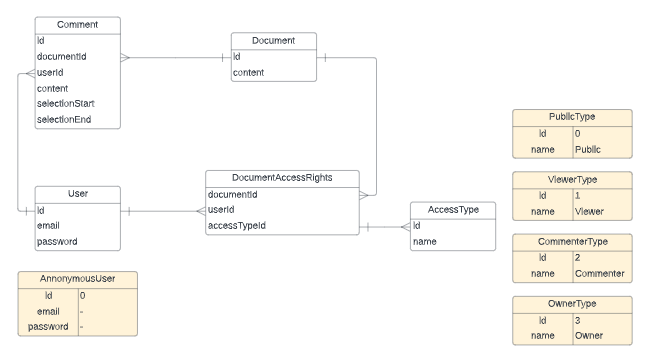 Comment
Id
documentId
userId
content
selectionStart
selectionEnd
Document
Id
content
User
Id
email
password
DocumentAccessRights
documentId
userId
accessTypeId
AccessType
Id
name
AnnonymousUser
Id 0
email -
password -
PublicType
Id 0
name Public
ViewerType
Id 1
name Viewer
CommenterType
Id 2
name Commenter
OwnerType
Id 3
name Owner